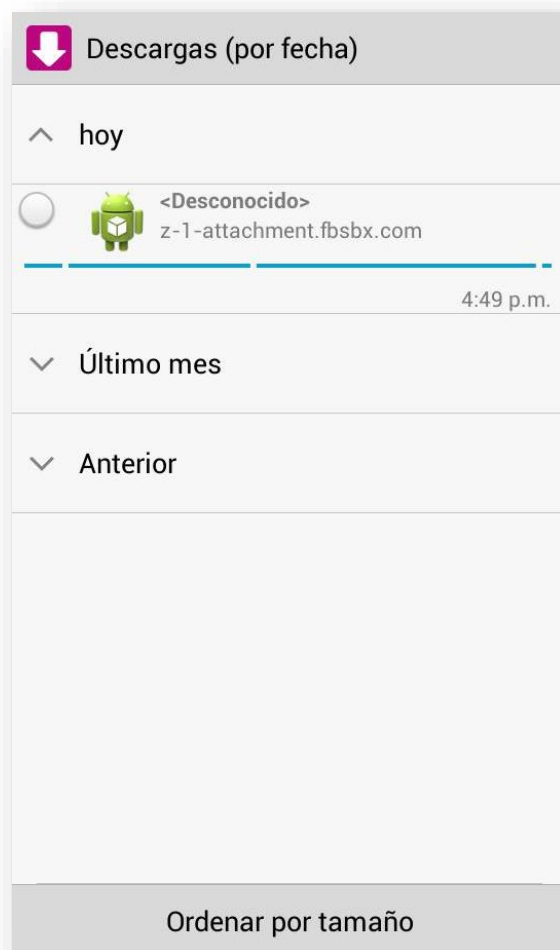 Descargas (por fecha)
hoy
<Desconocido>
z-1-attachment.fbsbx.com
4:49 p.m.
Último mes
Anterior
Ordenar por tamaño